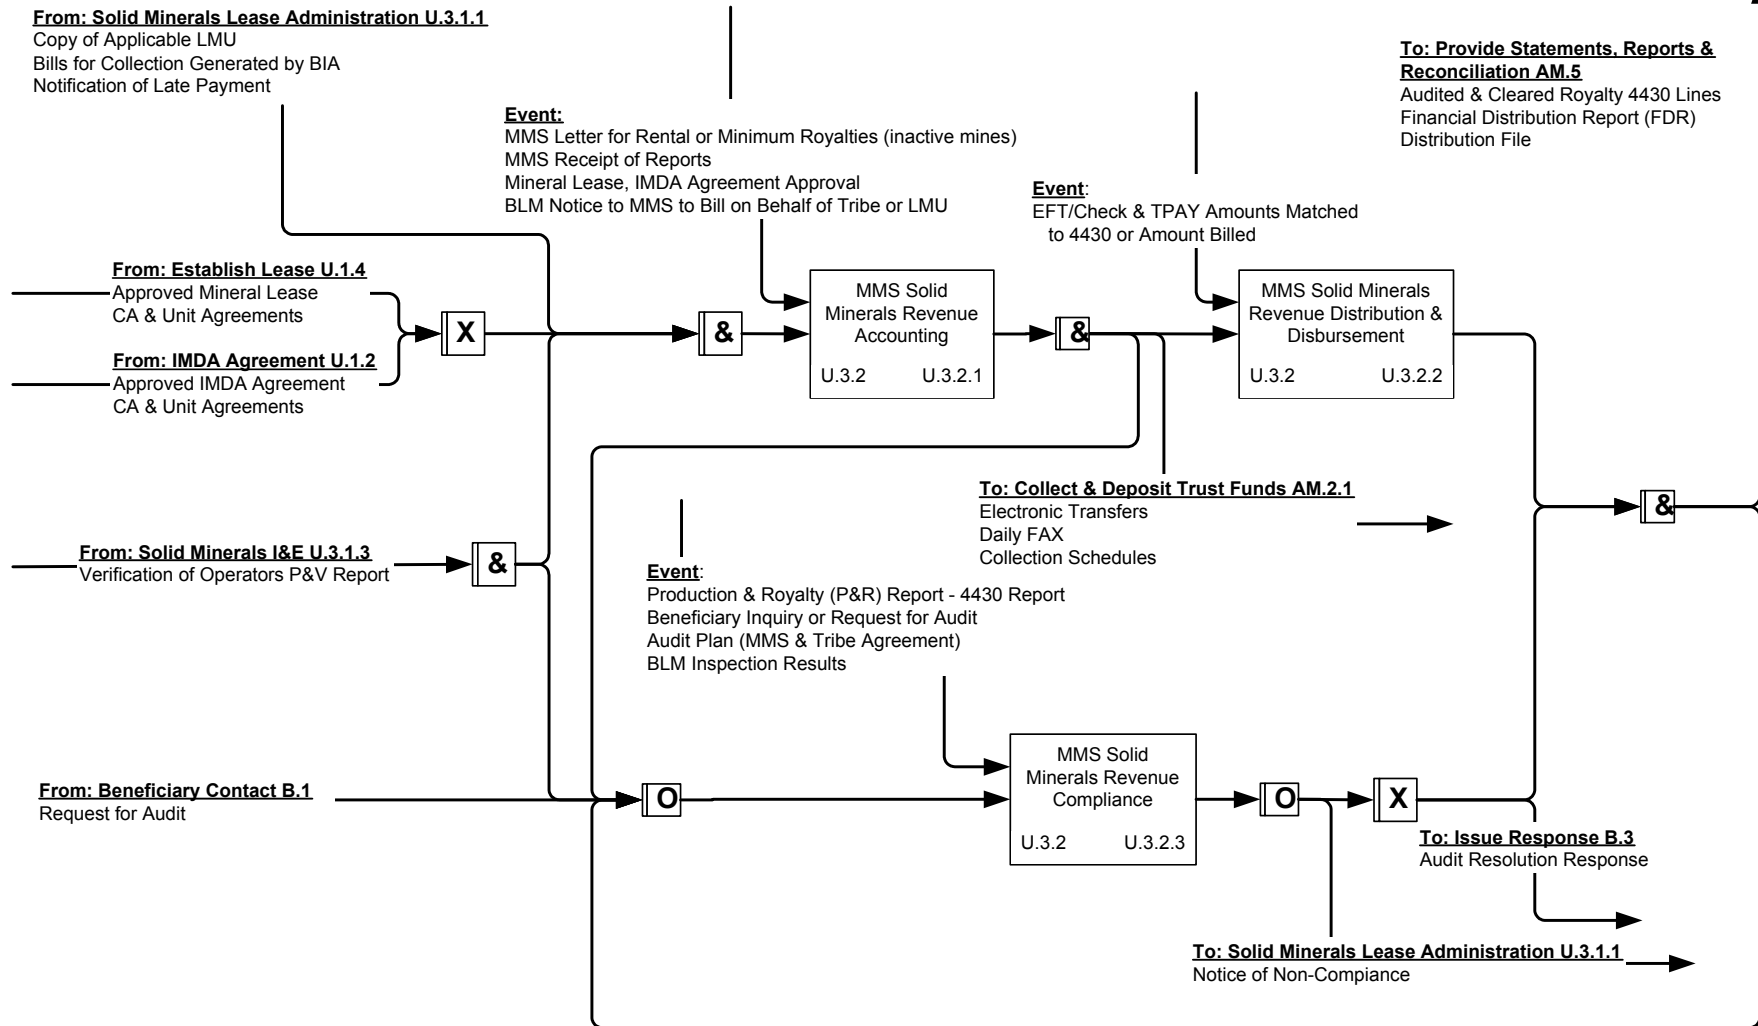 From: Solid Minerals Lease Administration U.3.1.1
Copy of Applicable LMU
Bills for Collection Generated by BIA
Notification of Late Payment
To: Provide Statements, Reports &
Reconciliation AM.5
Audited & Cleared Royalty 4430 Lines
Financial Distribution Report (FDR)
Distribution File
Event:
MMS Letter for Rental or Minimum Royalties (inactive mines)
MMS Receipt of Reports
Mineral Lease, IMDA Agreement Approval
BLM Notice to MMS to Bill on Behalf of Tribe or LMU
Event:
EFT/Check & TPAY Amounts Matched
to 4430 or Amount Billed
From: Establish Lease U.1.4
Approved Mineral Lease
CA & Unit Agreements
X
From: IMDA Agreement U.1.2
Approved IMDA Agreement
CA & Unit Agreements
&
MMS Solid
Minerals Revenue
Accounting
U.3.2 U.3.2.1
&
MMS Solid Minerals
Revenue Distribution &
Disbursement
U.3.2 U.3.2.2
To: Collect & Deposit Trust Funds AM.2.1
Electronic Transfers
Daily FAX
Collection Schedules
&
From: Solid Minerals I&E U.3.1.3
Verification of Operators P&V Report
&
Event:
Production & Royalty (P&R) Report - 4430 Report
Beneficiary Inquiry or Request for Audit
Audit Plan (MMS & Tribe Agreement)
BLM Inspection Results
From: Beneficiary Contact B.1
Request for Audit
O
MMS Solid
Minerals Revenue
Compliance
U.3.2 U.3.2.3
O
X
To: Issue Response B.3
Audit Resolution Response
To: Solid Minerals Lease Administration U.3.1.1
Notice of Non-Compliance